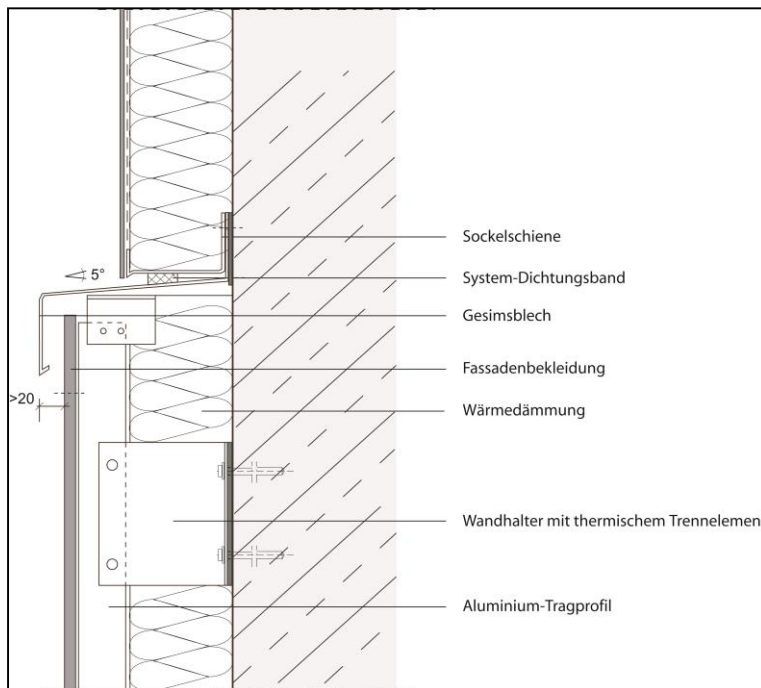 Sockelschiene
5°
System-Dichtungsband
Gesimsblech
Fassadenbekleidung
>20
Wärmedämmung
Wandhalter mit thermischem Trennelemen
Aluminium-Tragprofil